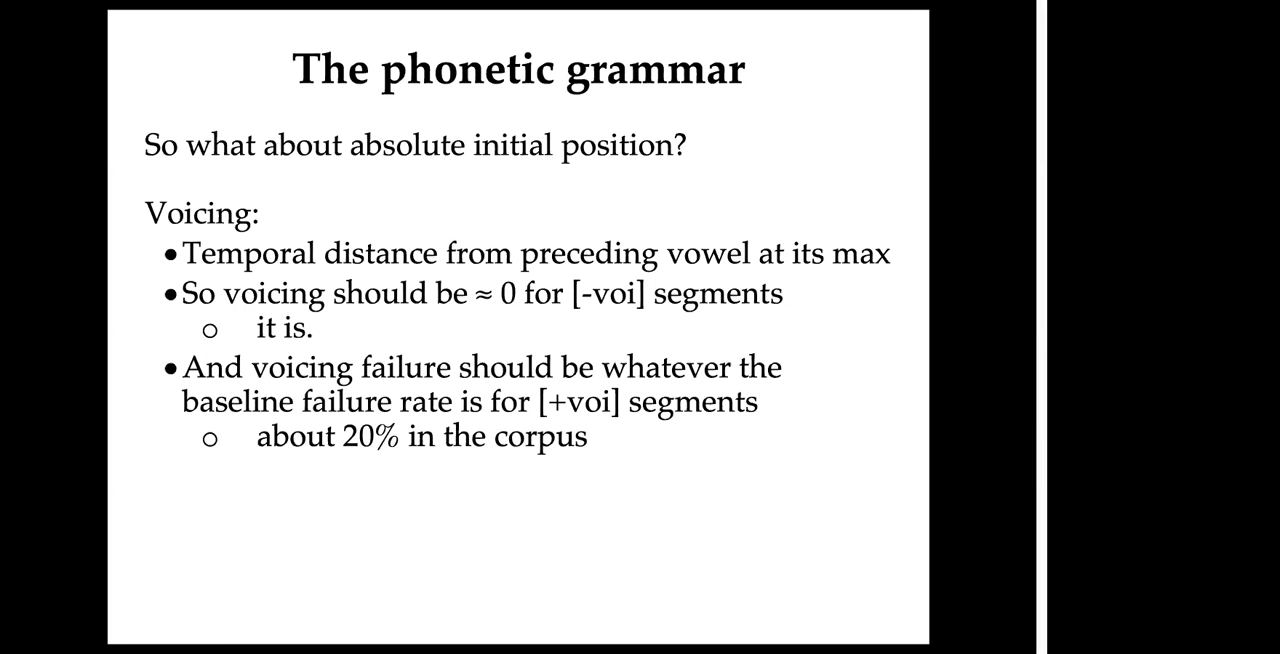 The phonetic grammar
So what about absolute initial position?
Voicing:
• Temporal distance from preceding vowel at its max
• So voicing should be ≈ 0 for [-voi] segments
○ it is.
• And voicing failure should be whatever the
baseline failure rate is for [+voi] segments
○ about 20% in the corpus